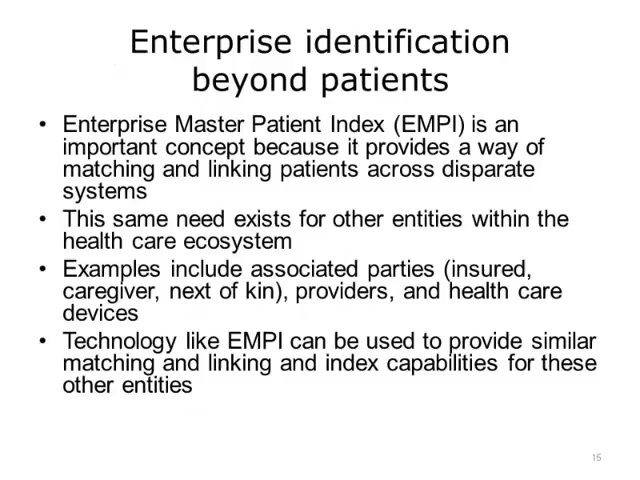 Enterprise identification
beyond patients
• Enterprise Master Patient Index (EMPI) is an
important concept because it provides a way of
matching and linking patients across disparate
systems
• This same need exists for other entities within the
health care ecosystem
• Examples include associated parties (insured,
caregiver, next of kin), providers, and health care
devices
• Technology like EMPI can be used to provide similar
matching and linking and index capabilities for these
other entities
15